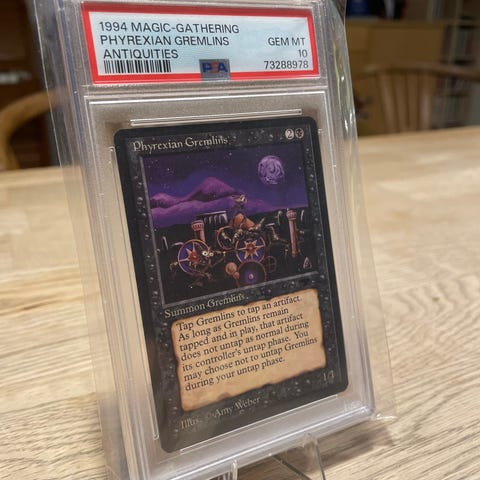 1994 MAGIC-GATHERING
PHYREXIAN GREMLINS GEM MT
ANTIQUITIES 10
PSA 73288978
Phyrexian Gremlins 2
Summon Gremlins
Tap Gremlins to tap an artifact.
As long as Gremlins remain
tapped and in play, that artifact
does not untap as normal during
its controller's untap phase. You
may choose not to untap Gremlins
during your untap phase.
1/1
Illus. © Amy Weber